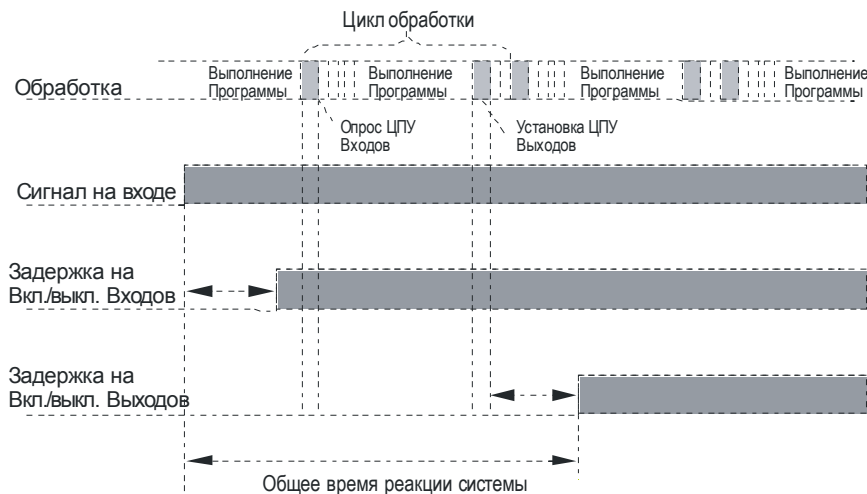 Цикл обработки
Обработка
Выполнение
Программы
Выполнение
Программы
Выполнение
Программы
Выполнение
Программы
Опрос ЦПУ
Входов
Установка ЦПУ
Выходов
Сигнал на входе
Задержка на
Вкл./выкл. Входов
Задержка на
Вкл./выкл. Выходов
Общее время реакции системы